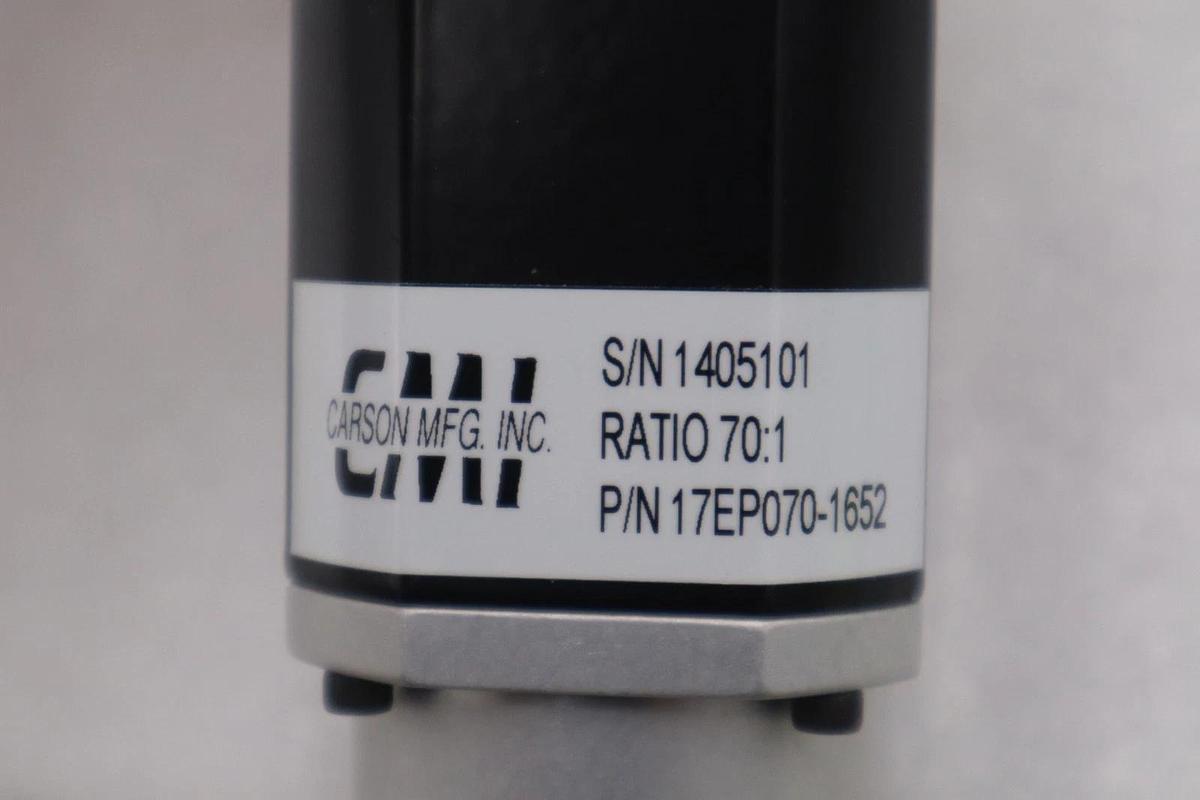 CMI
CARSON MFG. INC.
S/N 1405101
RATIO 70:1
P/N 17EP070-1652